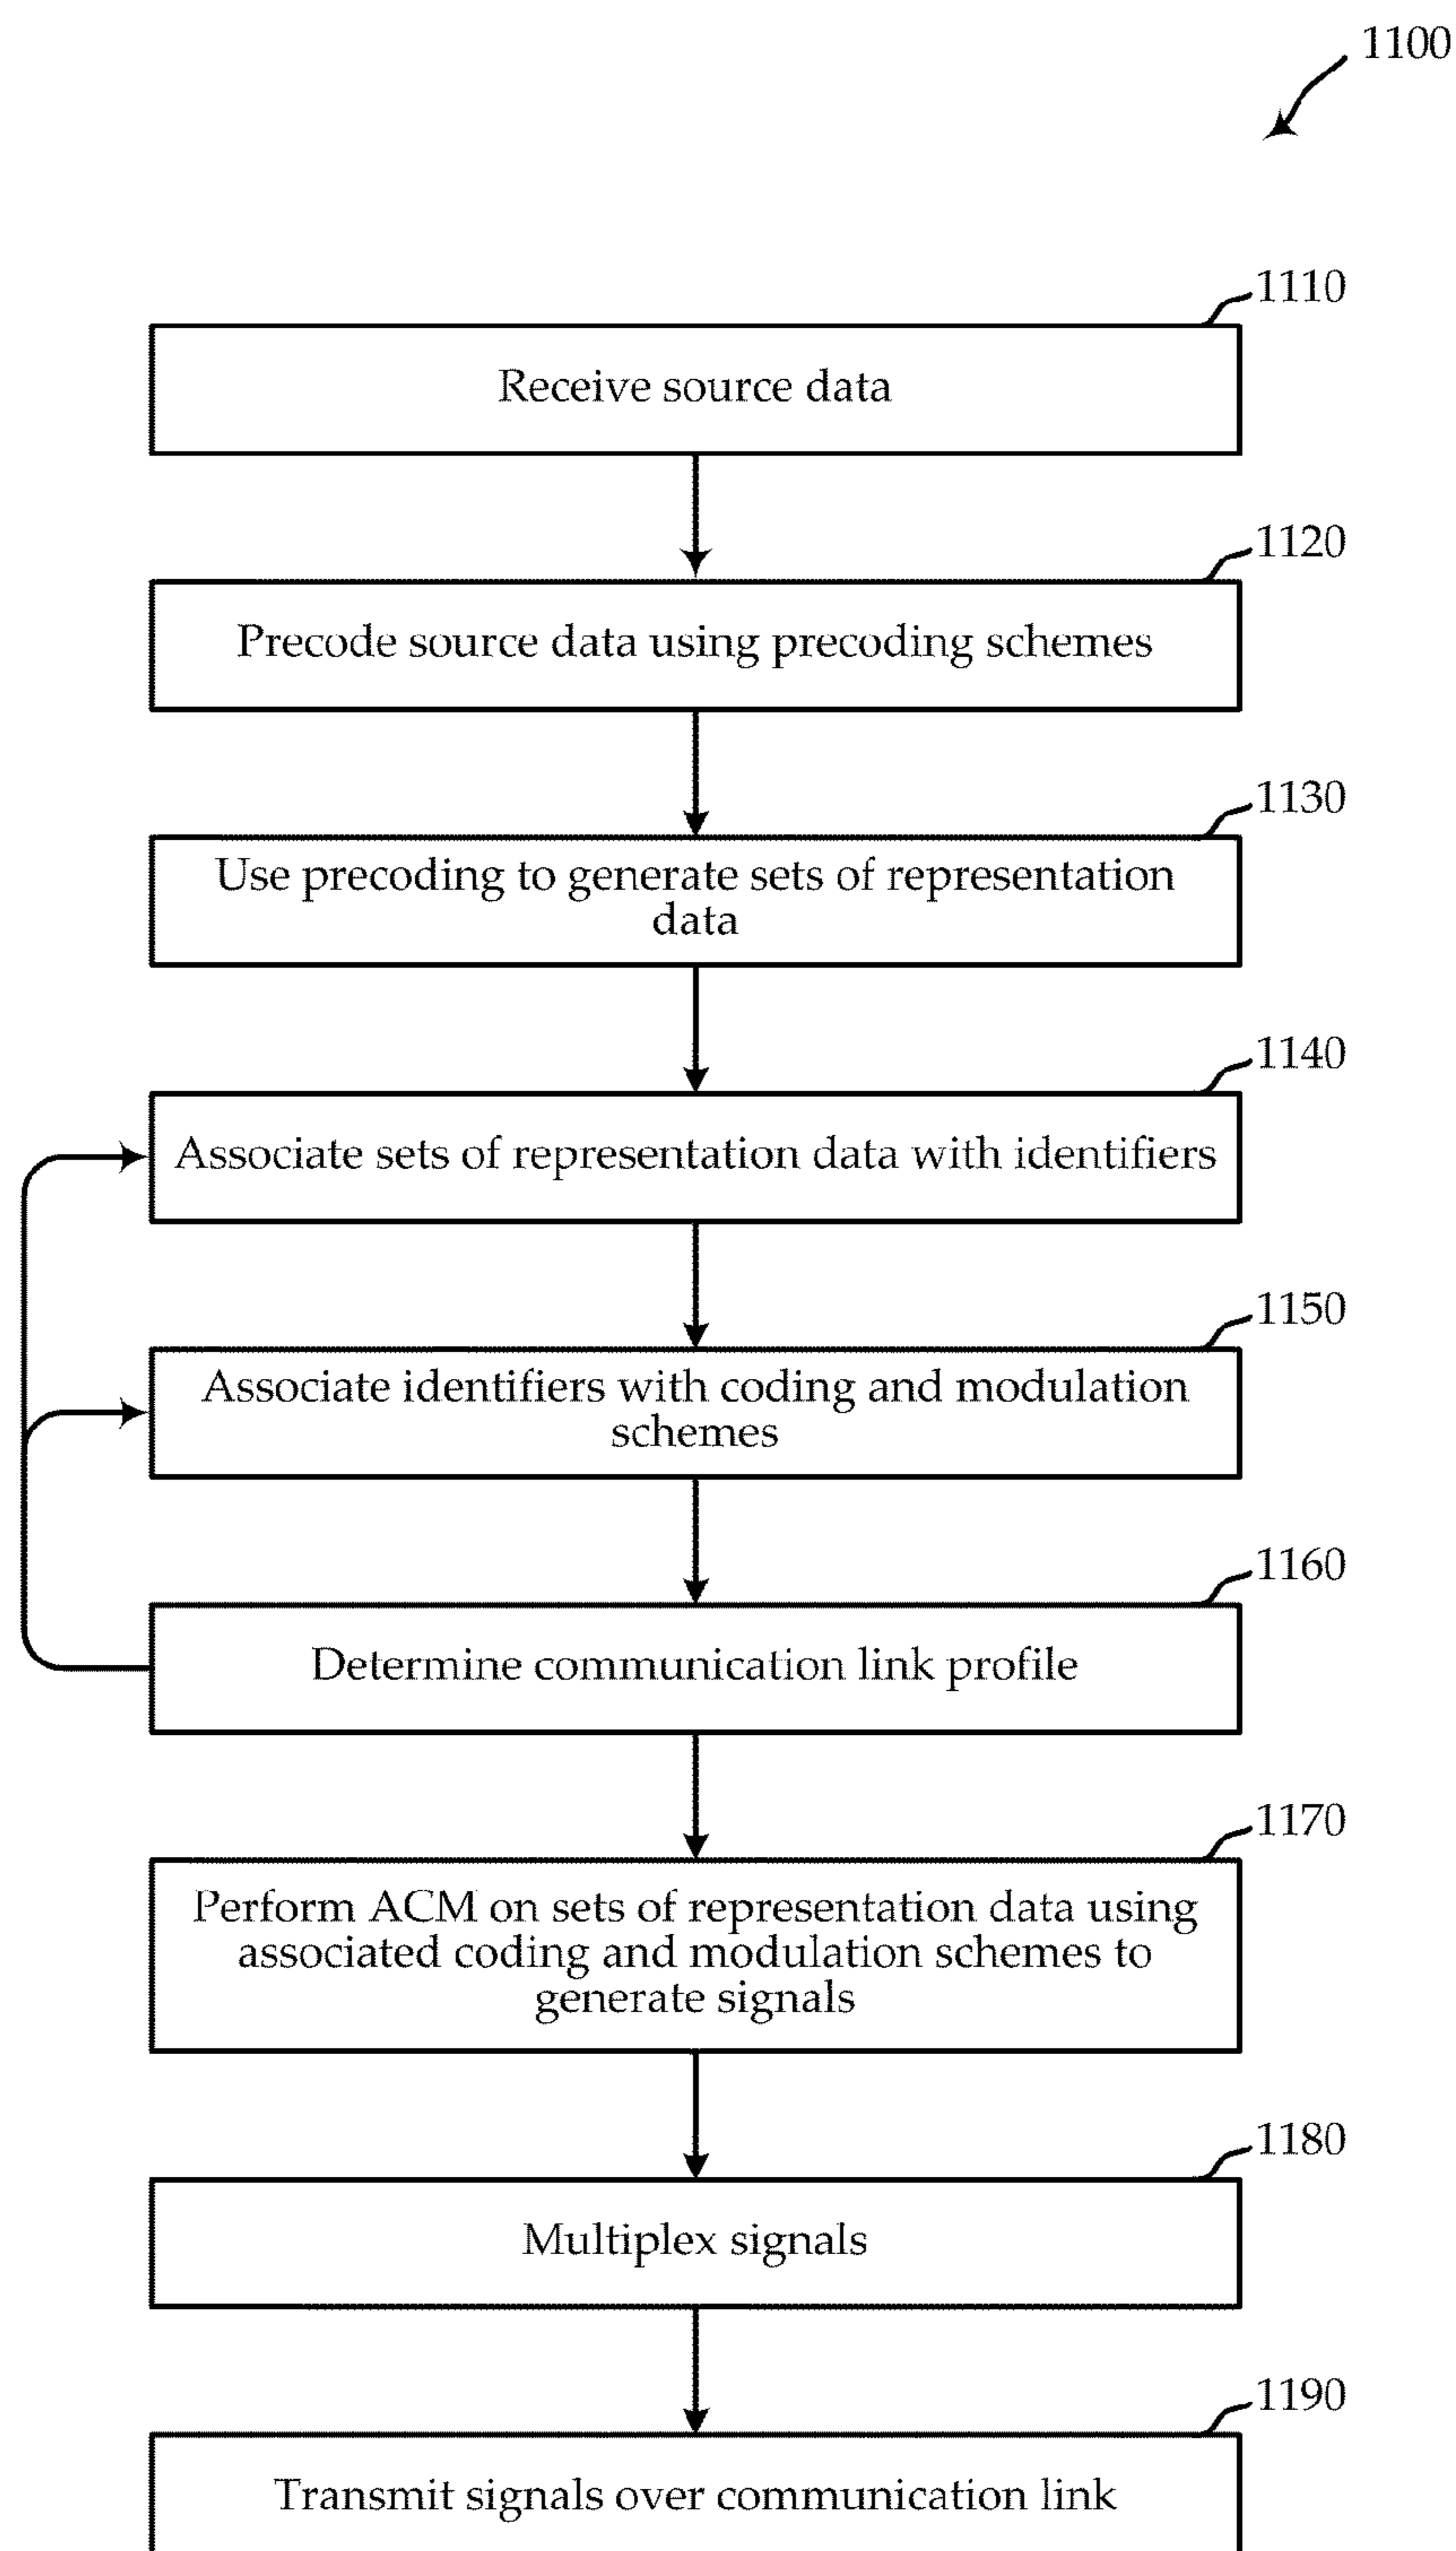 1100
1110
Receive source data
1120
Precode source data using precoding schemes
1130
Use precoding to generate sets of representation
data
1140
Associate sets of representation data with identifiers
1150
Associate identifiers with coding and modulation
schemes
1160
Determine communication link profile
1170
Perform ACM on sets of representation data using
associated coding and modulation schemes to
generate signals
1180
Multiplex signals
1190
Transmit signals over communication link